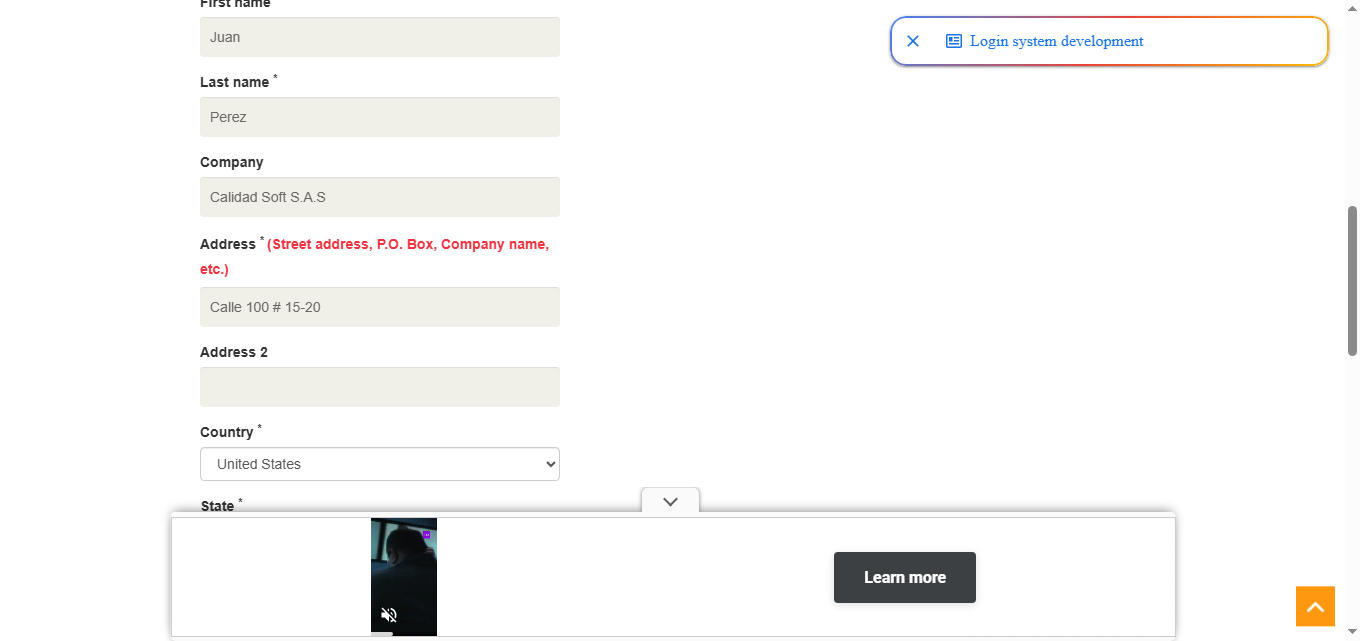 First name
Juan
Login system development
Last name *
Perez
Company
Calidad Soft S.A.S
Address * (Street address, P.O. Box, Company name,
etc.)
Calle 100 # 15-20
Address 2
Country *
United States
State *
Learn more